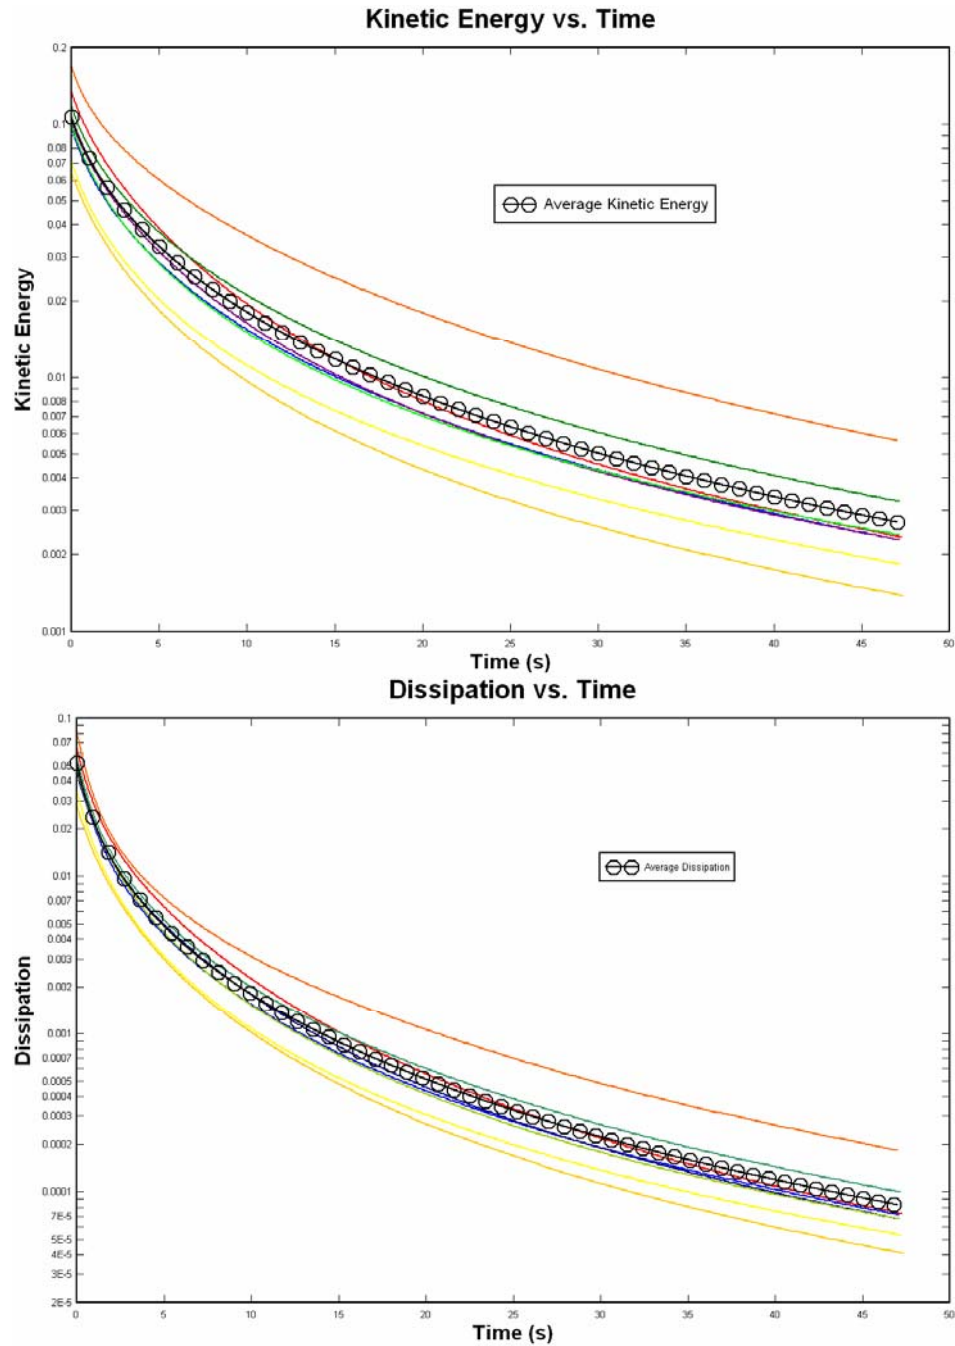 Kinetic Energy vs. Time
0.2
0.1
0.08
0.07
0.06
0.05
0.04
0.03
0.02
0.01
0.008
0.007
0.006
0.005
0.004
0.003
0.002
0.001
Kinetic Energy
Average Kinetic Energy
0 5 10 15 20 25 30 35 40 45 50
Time (s)
Dissipation vs. Time
0.1
0.07
0.05
0.04
0.03
0.02
0.01
0.007
0.005
0.004
0.003
0.002
0.001
0.0007
0.0005
0.0004
0.0003
0.0002
0.0001
7E-5
5E-5
4E-5
3E-5
2E-5
Dissipation
Average Dissipation
0 5 10 15 20 25 30 35 40 45 50
Time (s)